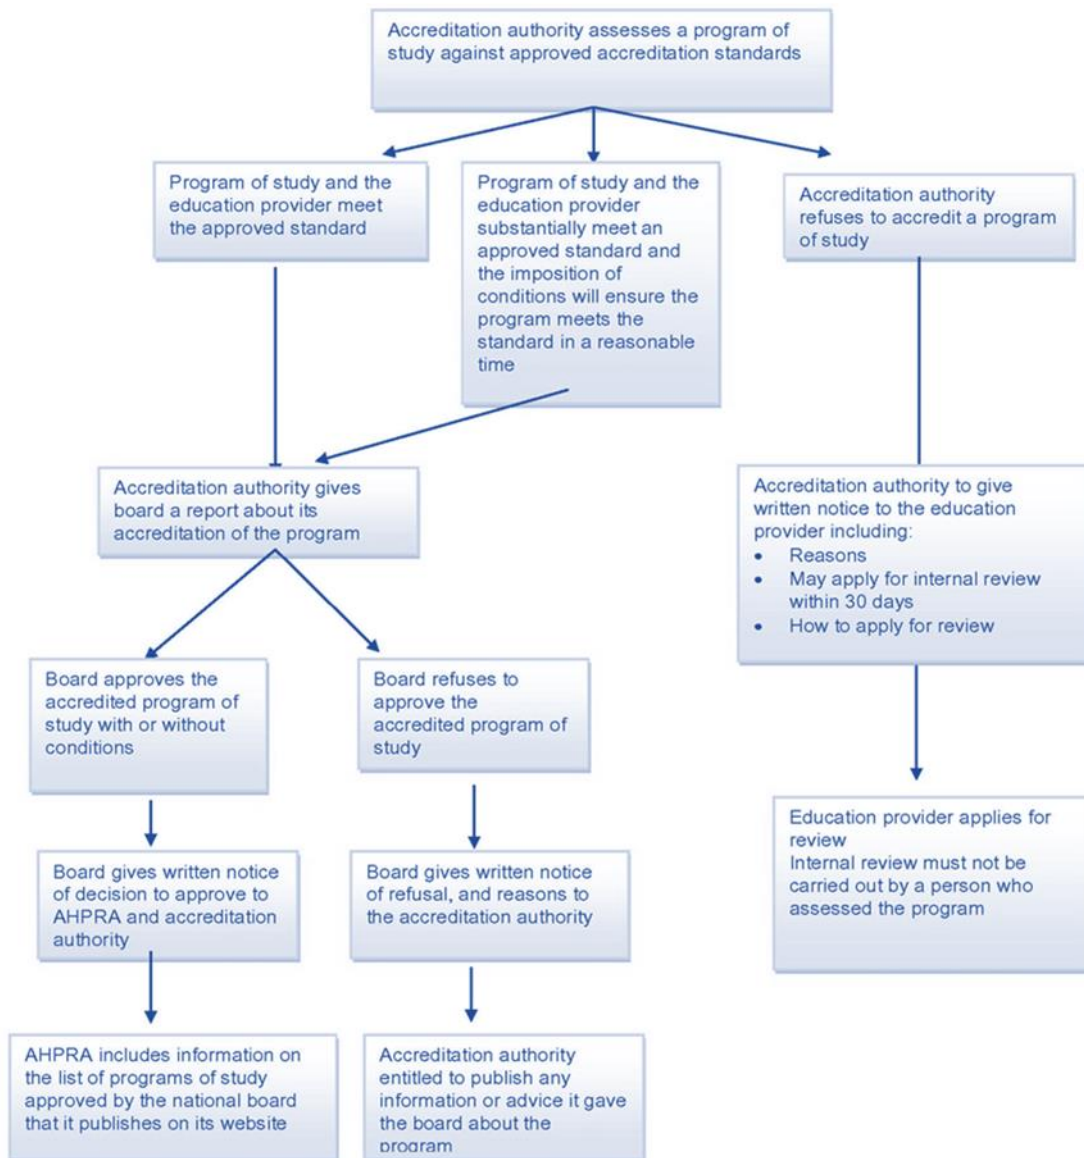 Accreditation authority assesses a program of
study against approved accreditation standards
Program of study and the
education provider meet
the approved standard
Program of study and the
education provider
substantially meet an
approved standard and
the imposition of
conditions will ensure the
program meets the
standard in a reasonable
time
Accreditation authority
refuses to accredit a program
of study
Accreditation authority gives
board a report about its
accreditation of the program
Accreditation authority to give
written notice to the education
provider including:
• Reasons
• May apply for internal review
within 30 days
• How to apply for review
Board approves the
accredited program of
study with or without
conditions
Board refuses to
approve the
accredited program of
study
Education provider applies for
review
Internal review must not be
carried out by a person who
assessed the program
Board gives written notice
of decision to approve to
AHPRA and accreditation
authority
Board gives written notice
of refusal, and reasons to
the accreditation authority
AHPRA includes information on
the list of programs of study
approved by the national board
that it publishes on its website
Accreditation authority
entitled to publish any
information or advice it gave
the board about the
program